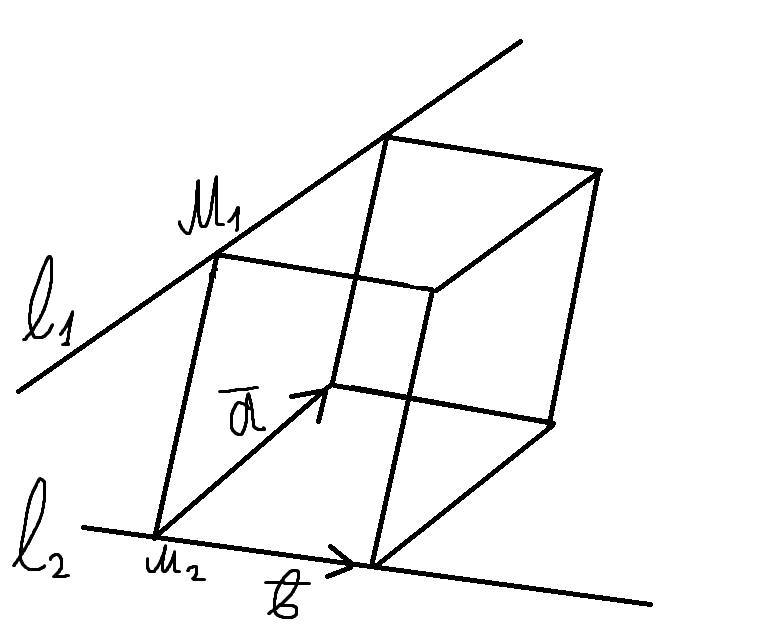 M₁
l₁
a̅
l₂
M₂
b̅